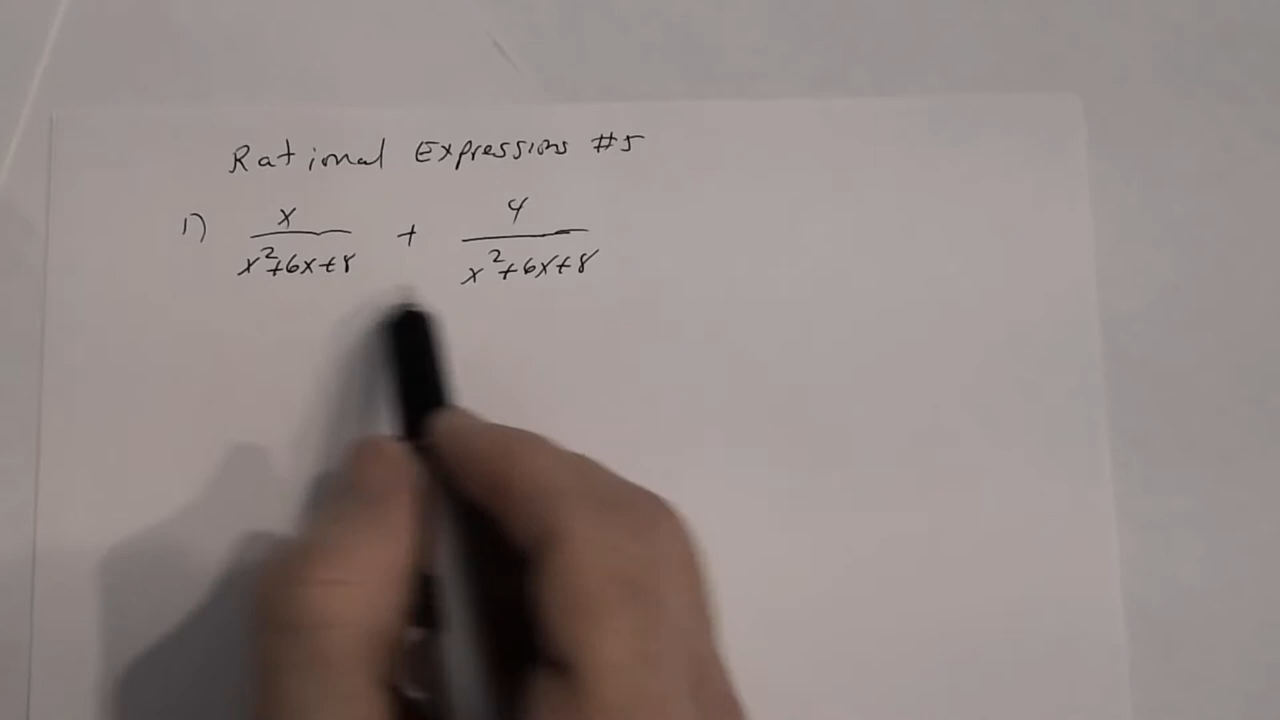 Rational Expressions #5
1) x / x²+6x+8 + 4 / x²+6x+8